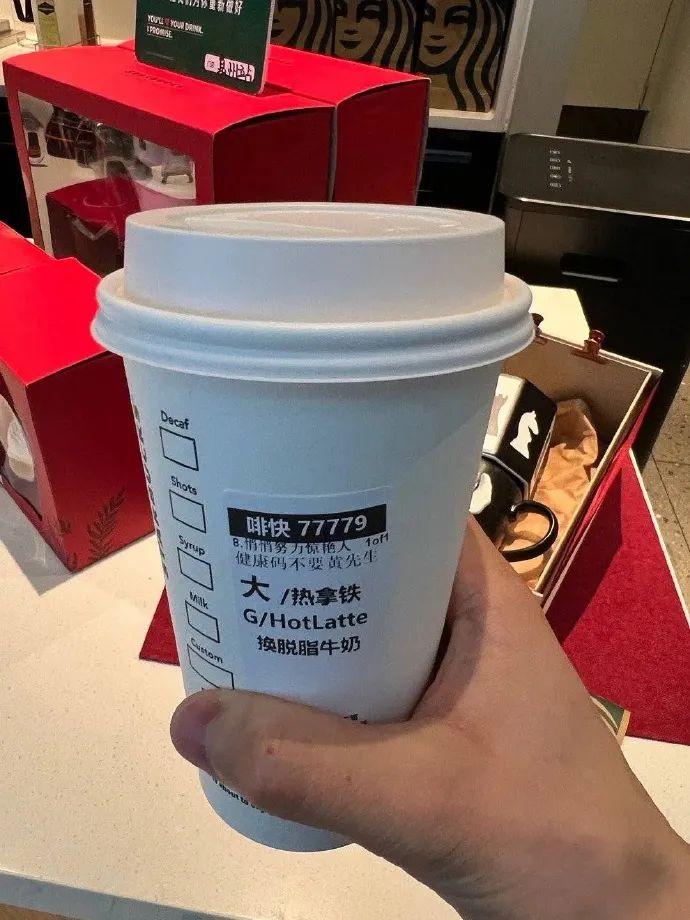 YOU'LL YOUR DRINK.
I PROMISE.
Decaf
Shots
Syrup
Milk
Custom
啡快 77779
8.悄悄努力惊艳人 1of1
健康码不要黄先生
大 /热拿铁
G/HotLatte
换脱脂牛奶